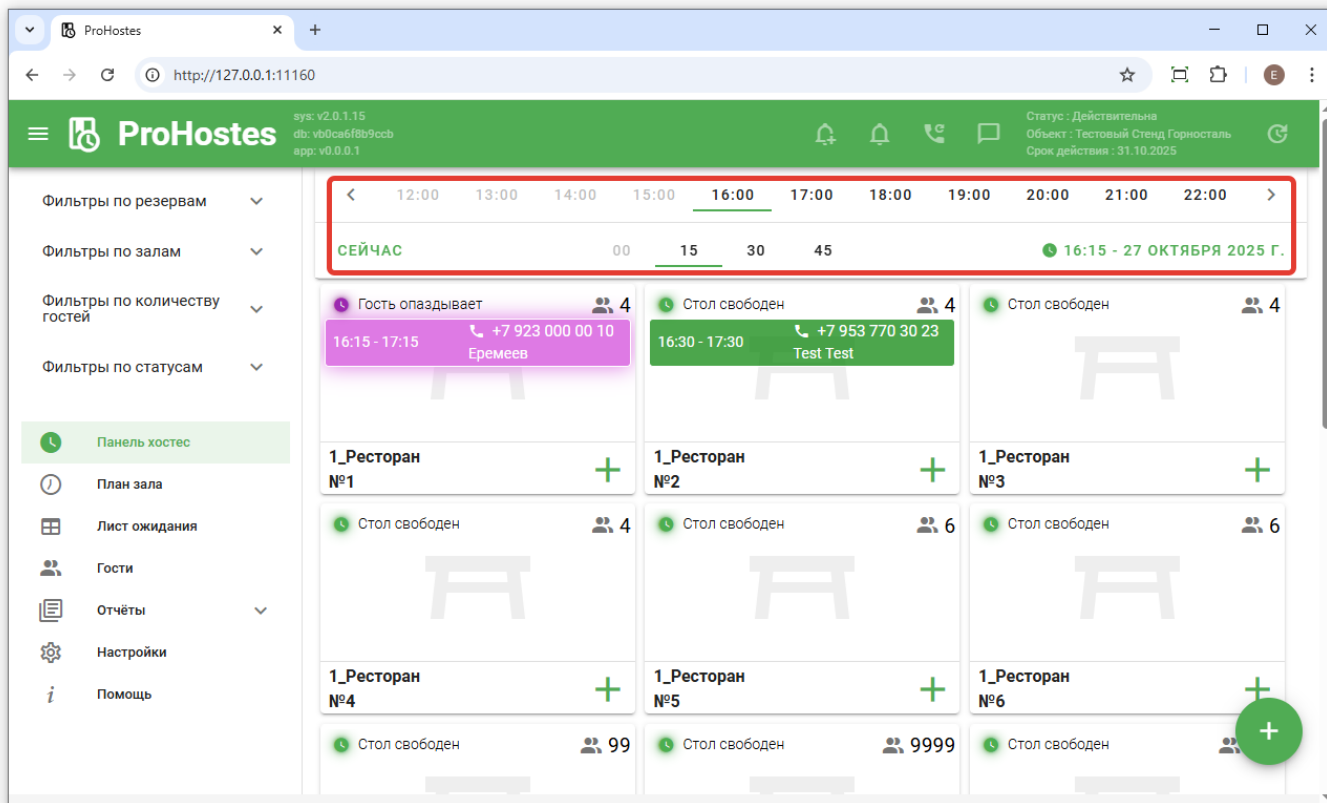 ProHostes
http://127.0.0.1:11160
E
ProHostes
sys: v2.0.1.15
db: vb0ca6f8b9ccb
app: v0.0.0.1
Статус : Действительна
Объект : Тестовый Стенд Горносталь
Срок действия : 31.10.2025
Фильтры по резервам
Фильтры по залам
Фильтры по количеству
гостей
Фильтры по статусам
Панель хостес
План зала
Лист ожидания
Гости
Отчёты
Настройки
i Помощь
12:00 13:00 14:00 15:00 16:00 17:00 18:00 19:00 20:00 21:00 22:00
СЕЙЧАС 00 15 30 45 16:15 - 27 ОКТЯБРЯ 2025 Г.
Гость опаздывает 4
16:15 - 17:15 +7 923 000 00 10
Еремеев
1_Ресторан
№1
Стол свободен 4
16:30 - 17:30 +7 953 770 30 23
Test Test
1_Ресторан
№2
Стол свободен 4
1_Ресторан
№3
Стол свободен 4
1_Ресторан
№4
Стол свободен 6
1_Ресторан
№5
Стол свободен 6
1_Ресторан
№6
Стол свободен 99
Стол свободен 9999
Стол свободен